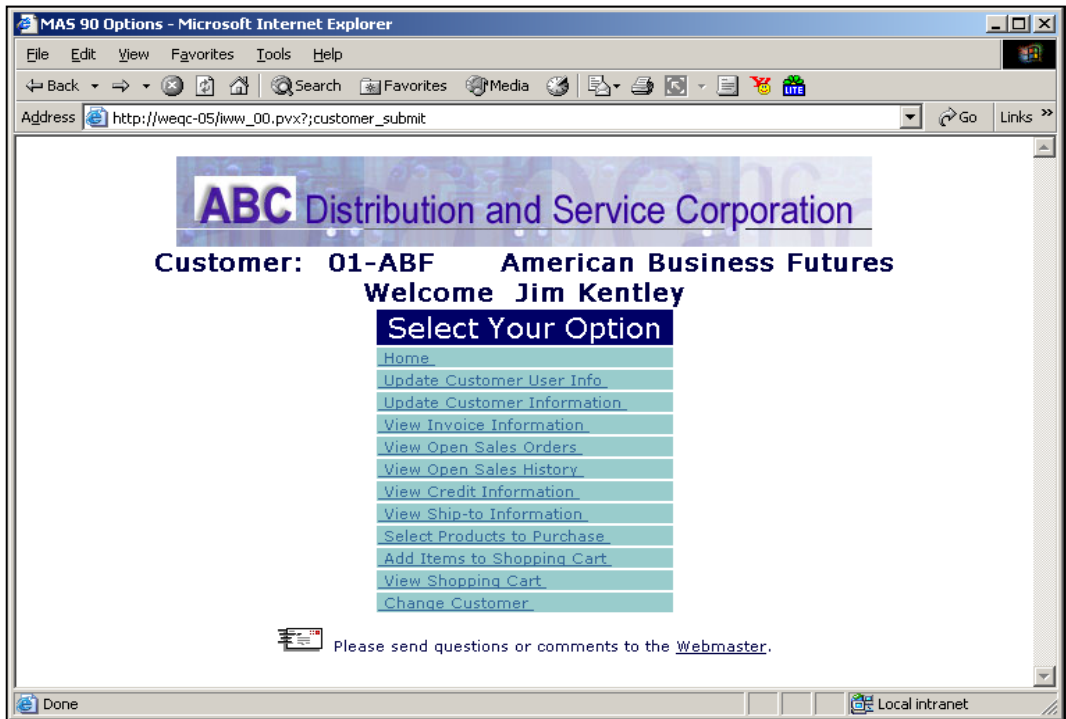 MAS 90 Options - Microsoft Internet Explorer
File Edit View Favorites Tools Help
Back Search Favorites Media LITE
Address http://weqc-05/iww_00.pvx?;customer_submit Go Links »
ABC Distribution and Service Corporation
Customer: 01-ABF American Business Futures
Welcome Jim Kentley
Select Your Option
Home
Update Customer User Info
Update Customer Information
View Invoice Information
View Open Sales Orders
View Open Sales History
View Credit Information
View Ship-to Information
Select Products to Purchase
Add Items to Shopping Cart
View Shopping Cart
Change Customer
Please send questions or comments to the Webmaster.
Done Local intranet